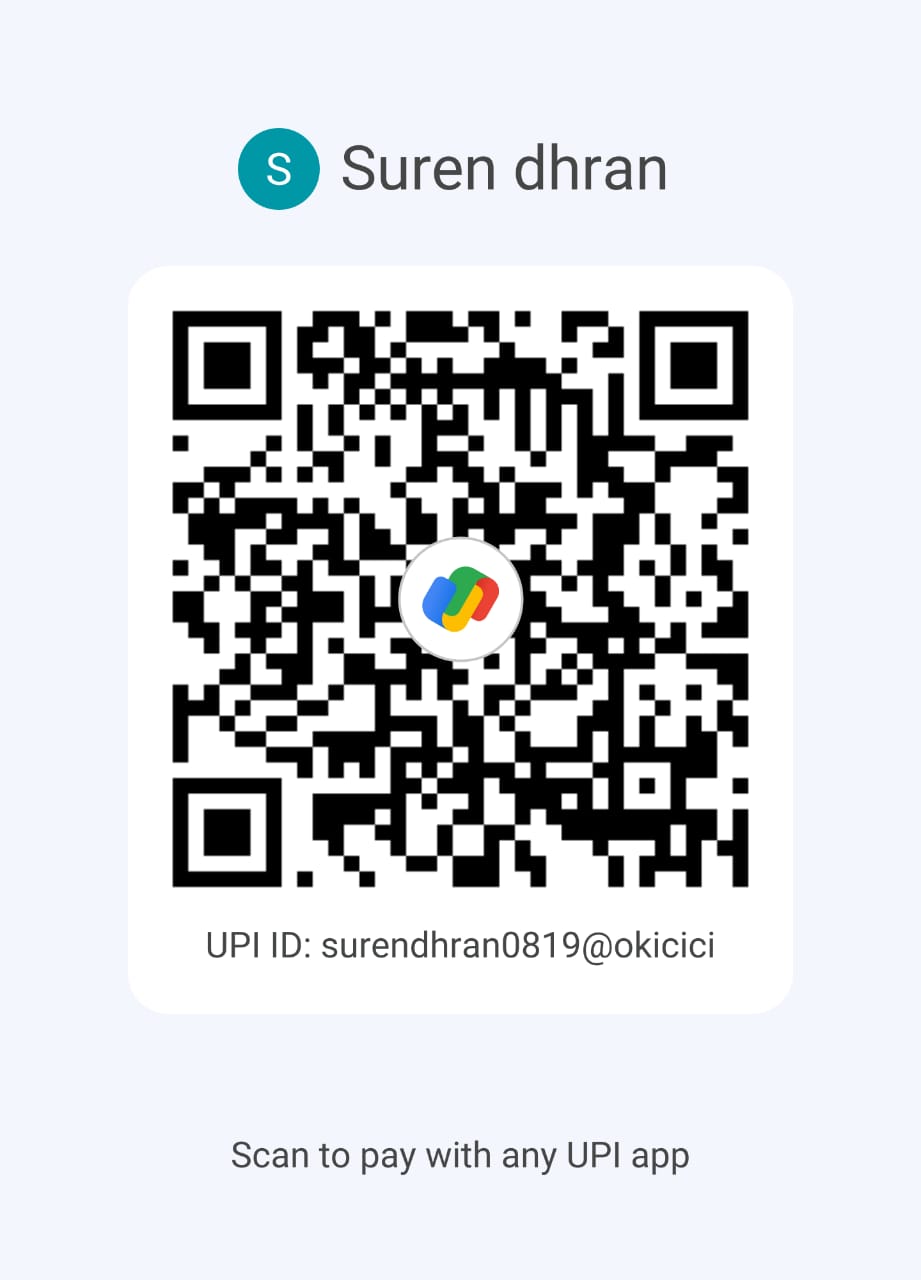 S Suren dhran
UPI ID: surendhran0819@okicici
Scan to pay with any UPI app